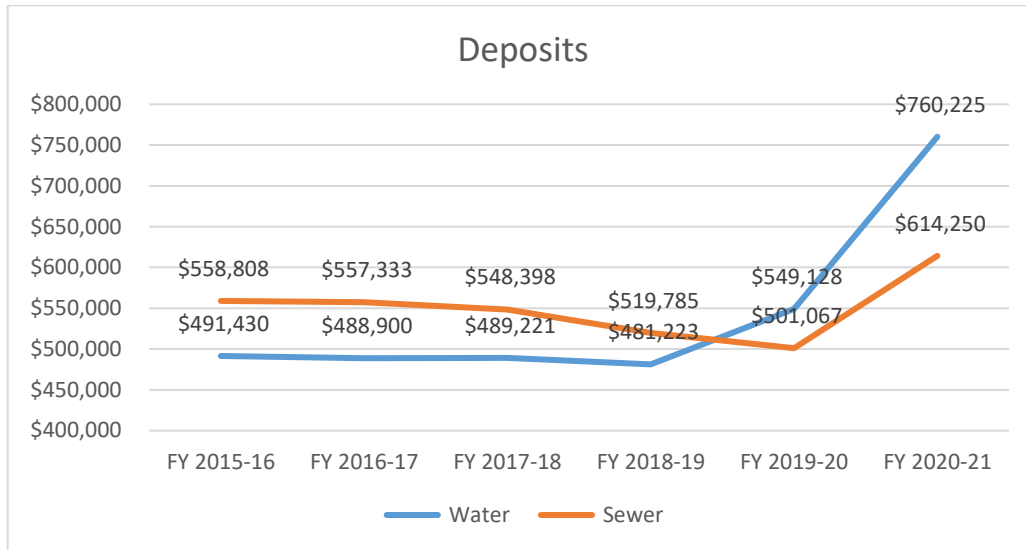 Deposits
$800,000
$750,000
$700,000
$650,000
$600,000
$550,000
$500,000
$450,000
$400,000
$760,225
$614,250
$558,808
$557,333
$548,398
$519,785
$549,128
$491,430
$488,900
$489,221
$481,223
$501,067
FY 2015-16
FY 2016-17
FY 2017-18
FY 2018-19
FY 2019-20
FY 2020-21
Water
Sewer